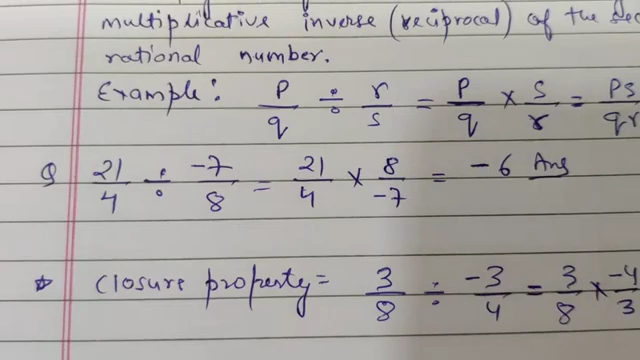 multiplicative inverse (reciprocal) of the
rational number.
Example: p/q ÷ r/s = p/q × s/r = ps/qr
Q 21/4 ÷ -7/8 = 21/4 × 8/-7 = -6 Ans
☆ Closure property = 3/8 ÷ -3/4 = 3/8 × -4/3